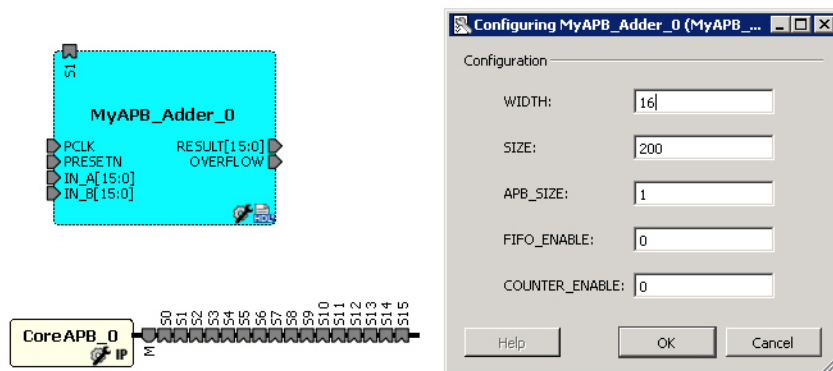 S1
MyAPB_Adder_0
PCLK
PRESETN
IN_A[15:0]
IN_B[15:0]
RESULT[15:0]
OVERFLOW
HDL
CoreAPB_0
IP
M
S0
S1
S2
S3
S4
S5
S6
S7
S8
S9
S10
S11
S12
S13
S14
S15
Configuring MyAPB_Adder_0 (MyAPB_...
Configuration
WIDTH: 16
SIZE: 200
APB_SIZE: 1
FIFO_ENABLE: 0
COUNTER_ENABLE: 0
Help OK Cancel